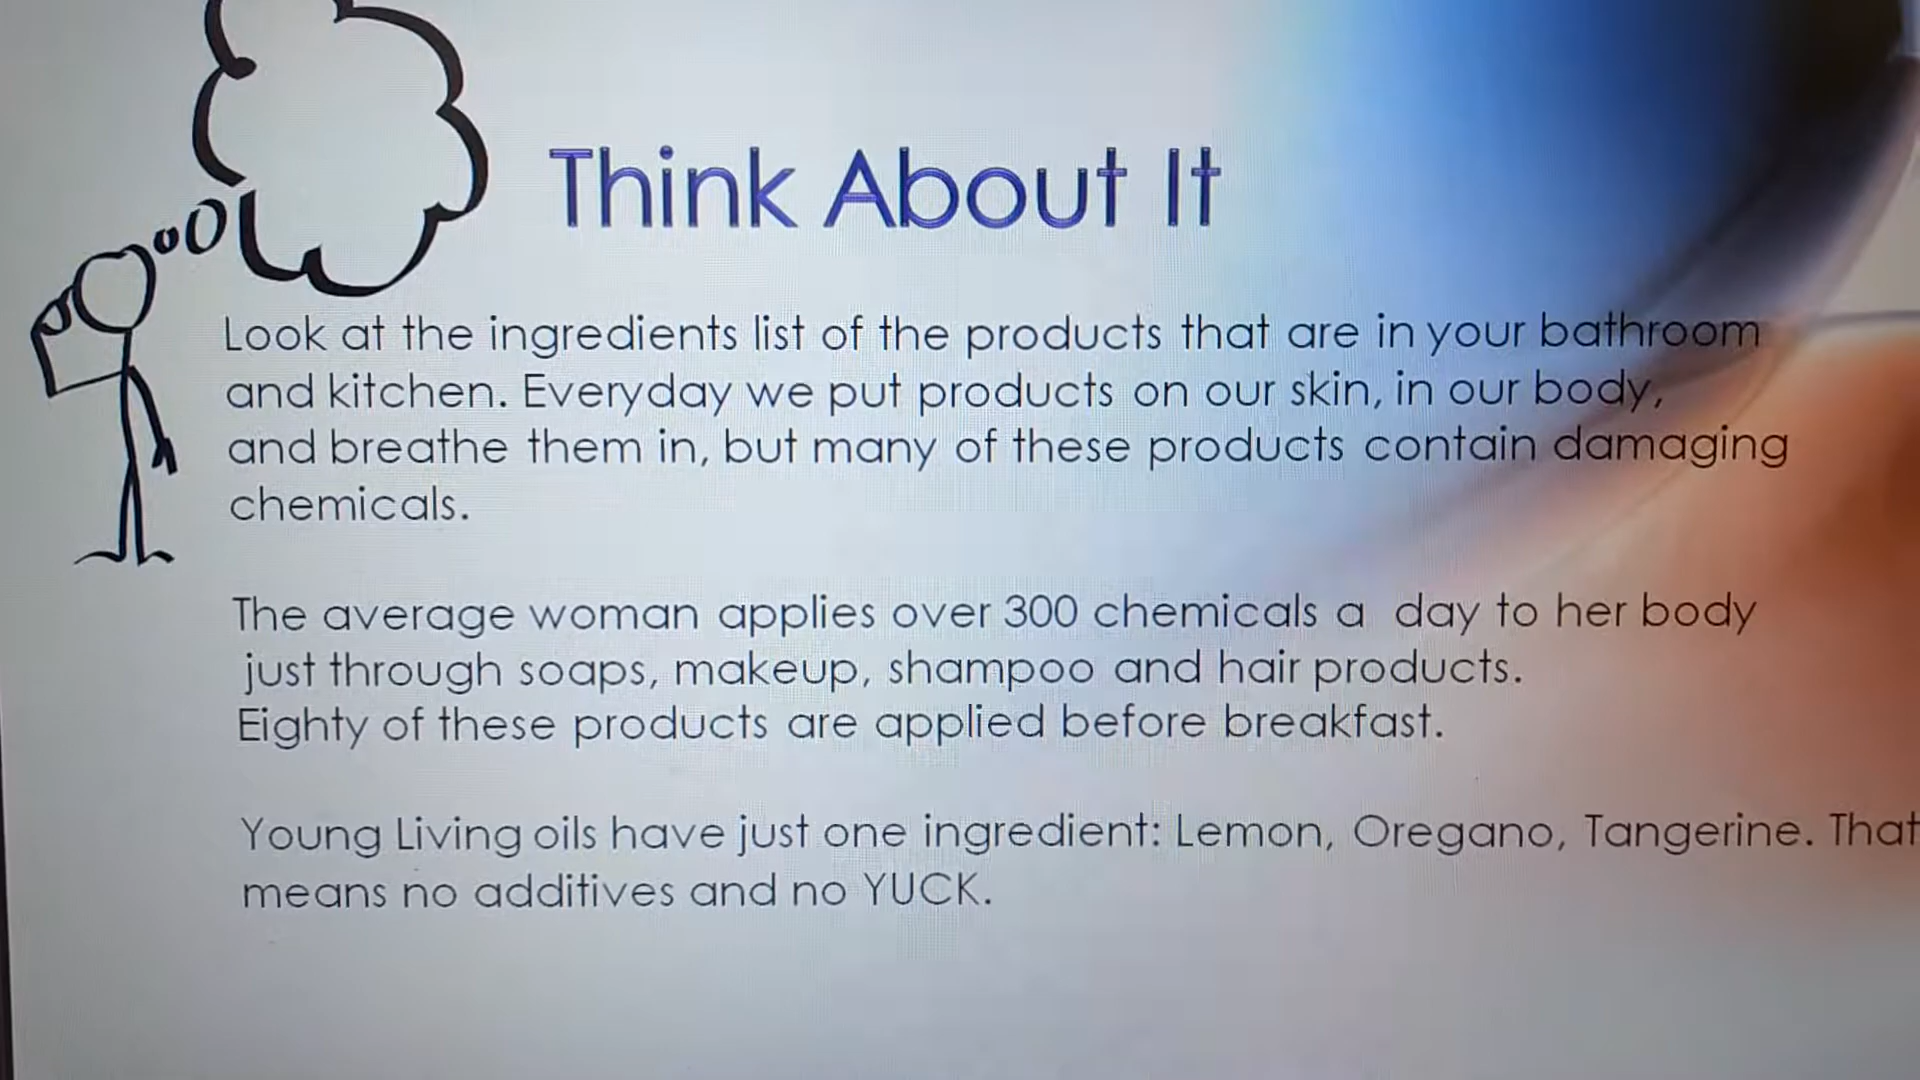 Think About It
Look at the ingredients list of the products that are in your bathroom
and kitchen. Everyday we put products on our skin, in our body,
and breathe them in, but many of these products contain damaging
chemicals.
The average woman applies over 300 chemicals a day to her body
just through soaps, makeup, shampoo and hair products.
Eighty of these products are applied before breakfast.
Young Living oils have just one ingredient: Lemon, Oregano, Tangerine. That
means no additives and no YUCK.